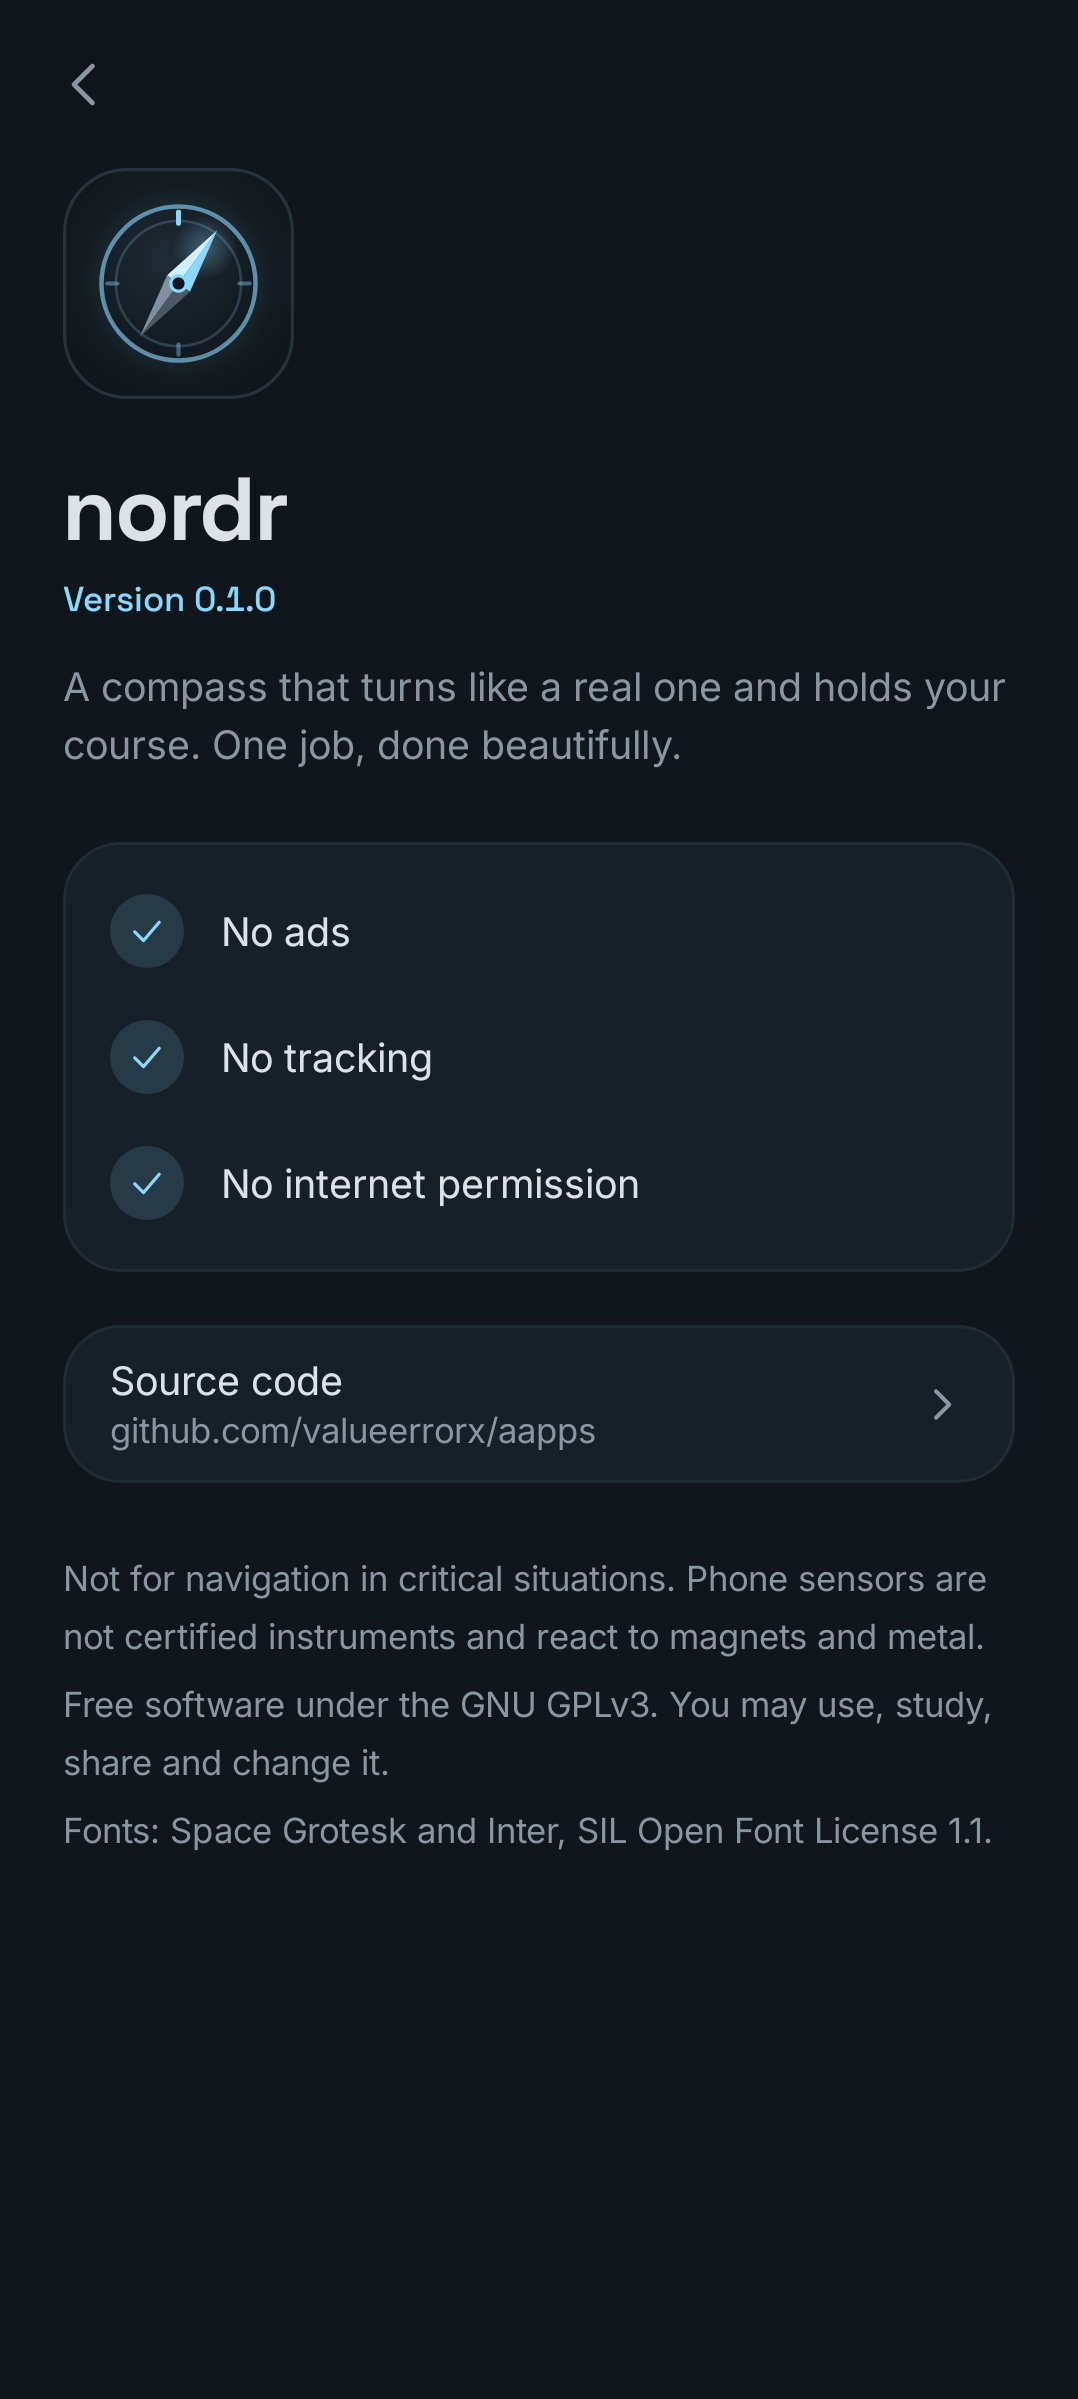 nordr
Version 0.1.0
A compass that turns like a real one and holds your
course. One job, done beautifully.
No ads
No tracking
No internet permission
Source code
github.com/valueerrorx/aapps
Not for navigation in critical situations. Phone sensors are
not certified instruments and react to magnets and metal.
Free software under the GNU GPLv3. You may use, study,
share and change it.
Fonts: Space Grotesk and Inter, SIL Open Font License 1.1.